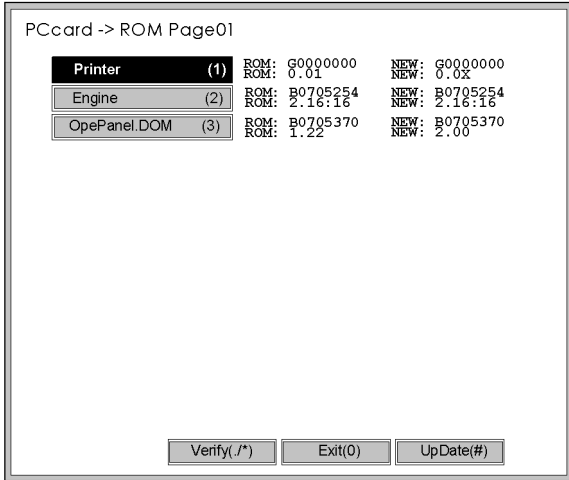 PCcard -> ROM Page01
Printer (1) ROM: G0000000 NEW: G0000000
ROM: 0.01 NEW: 0.0X
Engine (2) ROM: B0705254 NEW: B0705254
ROM: 2.16:16 NEW: 2.16:16
OpePanel.DOM (3) ROM: B0705370 NEW: B0705370
ROM: 1.22 NEW: 2.00
Verify(./*) Exit(0) UpDate(#)